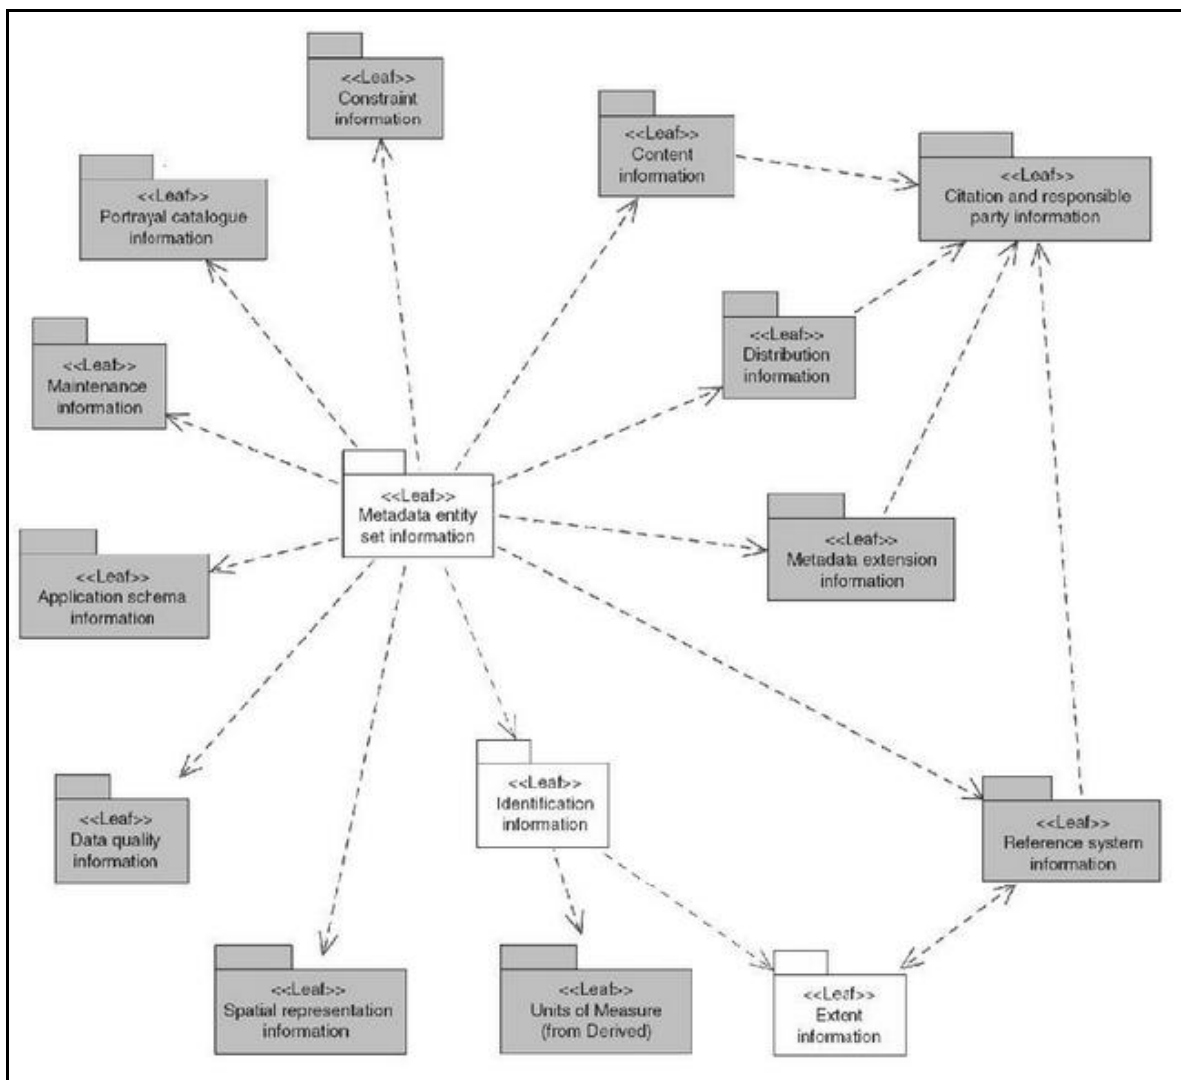 <<Leaf>>
Constraint
information
<<Leaf>>
Content
information
<<Leaf>>
Citation and responsible
party information
<<Leaf>>
Portrayal catalogue
information
<<Leaf>>
Distribution
information
<<Leaf>>
Maintenance
information
<<Leaf>>
Metadata entity
set information
<<Leaf>>
Metadata extension
information
<<Leaf>>
Application schema
information
<<Leaf>>
Identification
information
<<Leaf>>
Data quality
information
<<Leaf>>
Reference system
information
<<Leaf>>
Spatial representation
information
<<Leaf>>
Units of Measure
(from Derived)
<<Leaf>>
Extent
information